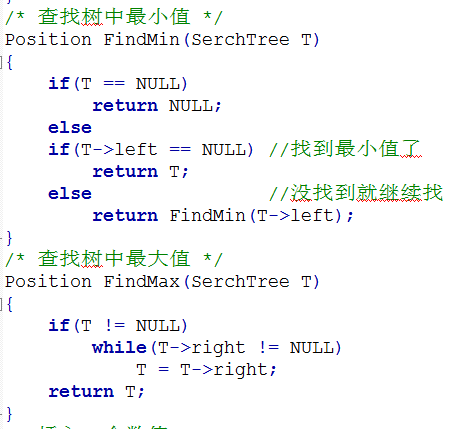 /* 查找树中最小值 */
Position FindMin(SerchTree T)
{
    if(T == NULL)
        return NULL;
    else
    if(T->left == NULL) //找到最小值了
        return T;
    else                //没找到就继续找
        return FindMin(T->left);
}
/* 查找树中最大值 */
Position FindMax(SerchTree T)
{
    if(T != NULL)
        while(T->right != NULL)
            T = T->right;
    return T;
}